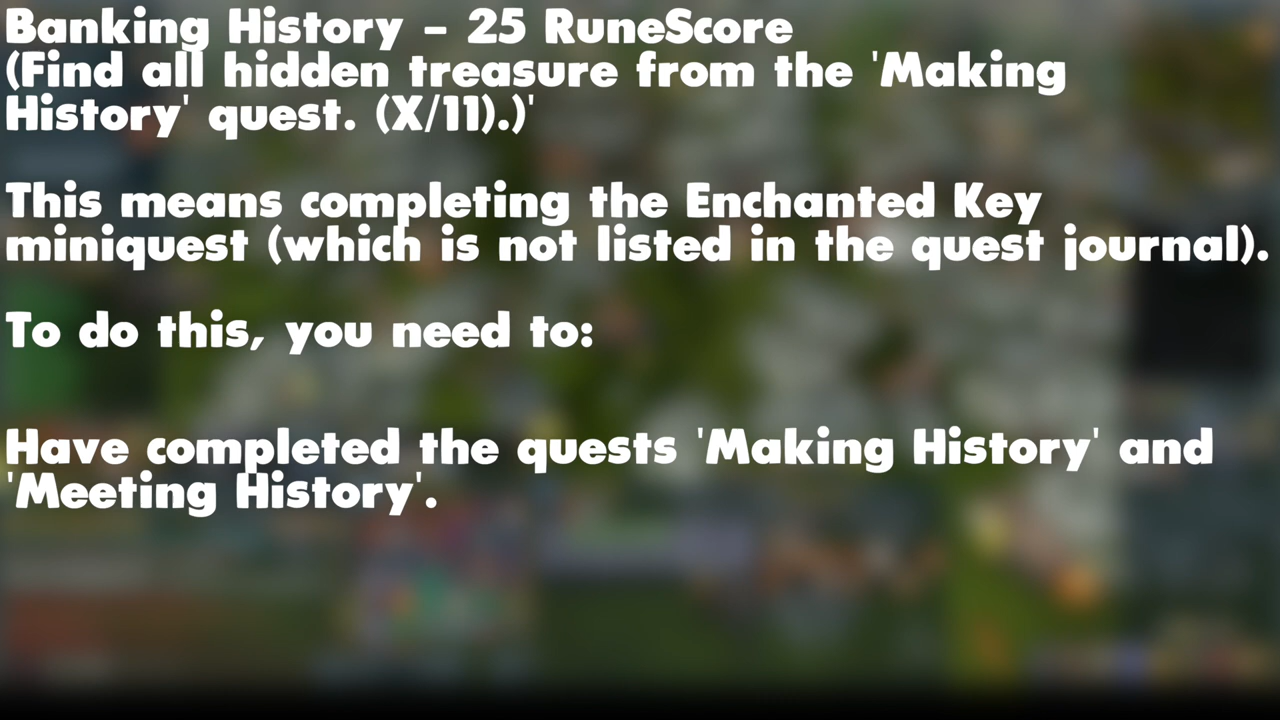 Banking History – 25 RuneScore
(Find all hidden treasure from the 'Making
History' quest. (X/11).)'
This means completing the Enchanted Key
miniquest (which is not listed in the quest journal).
To do this, you need to:
Have completed the quests 'Making History' and
'Meeting History'.